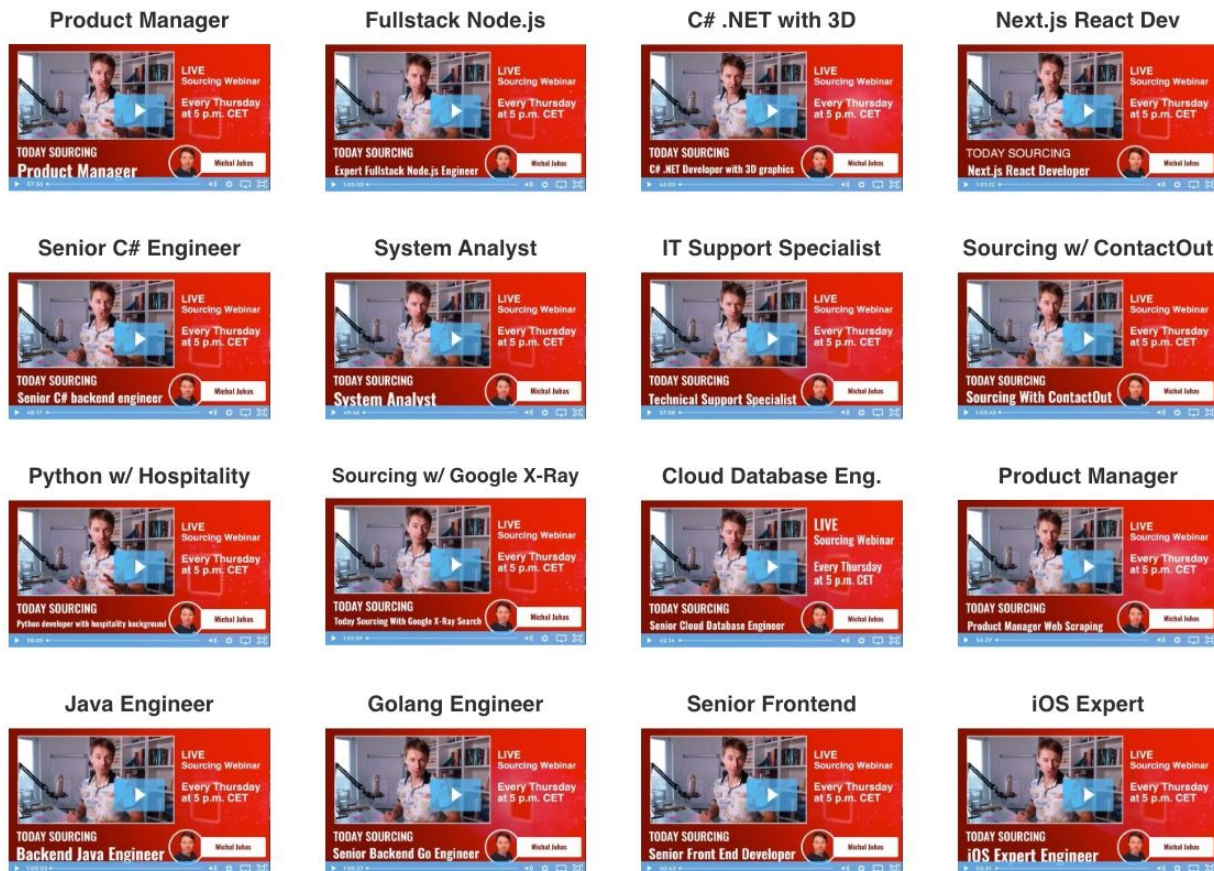 Product Manager
LIVE
Sourcing Webinar
Every Thursday
at 5 p.m. CET
TODAY SOURCING
Product Manager
Michal Juhas
57:30
Fullstack Node.js
LIVE
Sourcing Webinar
Every Thursday
at 5 p.m. CET
TODAY SOURCING
Expert Fullstack Node.js Engineer
Michal Juhas
C# .NET with 3D
LIVE
Sourcing Webinar
Every Thursday
at 5 p.m. CET
TODAY SOURCING
C# .NET Developer with 3D graphics
Michal Juhas
Next.js React Dev
LIVE
Sourcing Webinar
Every Thursday
at 5 p.m. CET
TODAY SOURCING
Next.js React Developer
Michal Juhas
Senior C# Engineer
LIVE
Sourcing Webinar
Every Thursday
at 5 p.m. CET
TODAY SOURCING
Senior C# backend engineer
Michal Juhas
System Analyst
LIVE
Sourcing Webinar
Every Thursday
at 5 p.m. CET
TODAY SOURCING
System Analyst
Michal Juhas
IT Support Specialist
LIVE
Sourcing Webinar
Every Thursday
at 5 p.m. CET
TODAY SOURCING
Technical Support Specialist
Michal Juhas
Sourcing w/ ContactOut
LIVE
Sourcing Webinar
Every Thursday
at 5 p.m. CET
TODAY SOURCING
Sourcing With ContactOut
Michal Juhas
Python w/ Hospitality
LIVE
Sourcing Webinar
Every Thursday
at 5 p.m. CET
TODAY SOURCING
Python developer with hospitality background
Michal Juhas
Sourcing w/ Google X-Ray
LIVE
Sourcing Webinar
Every Thursday
at 5 p.m. CET
TODAY SOURCING
Today Sourcing With Google X-Ray Search
Michal Juhas
Cloud Database Eng.
LIVE
Sourcing Webinar
Every Thursday
at 5 p.m. CET
TODAY SOURCING
Senior Cloud Database Engineer
Michal Juhas
Product Manager
LIVE
Sourcing Webinar
Every Thursday
at 5 p.m. CET
TODAY SOURCING
Product Manager Web Scraping
Michal Juhas
Java Engineer
LIVE
Sourcing Webinar
Every Thursday
at 5 p.m. CET
TODAY SOURCING
Backend Java Engineer
Michal Juhas
Golang Engineer
LIVE
Sourcing Webinar
Every Thursday
at 5 p.m. CET
TODAY SOURCING
Senior Backend Go Engineer
Michal Juhas
Senior Frontend
LIVE
Sourcing Webinar
Every Thursday
at 5 p.m. CET
TODAY SOURCING
Senior Front End Developer
Michal Juhas
iOS Expert
LIVE
Sourcing Webinar
Every Thursday
at 5 p.m. CET
TODAY SOURCING
iOS Expert Engineer
Michal Juhas